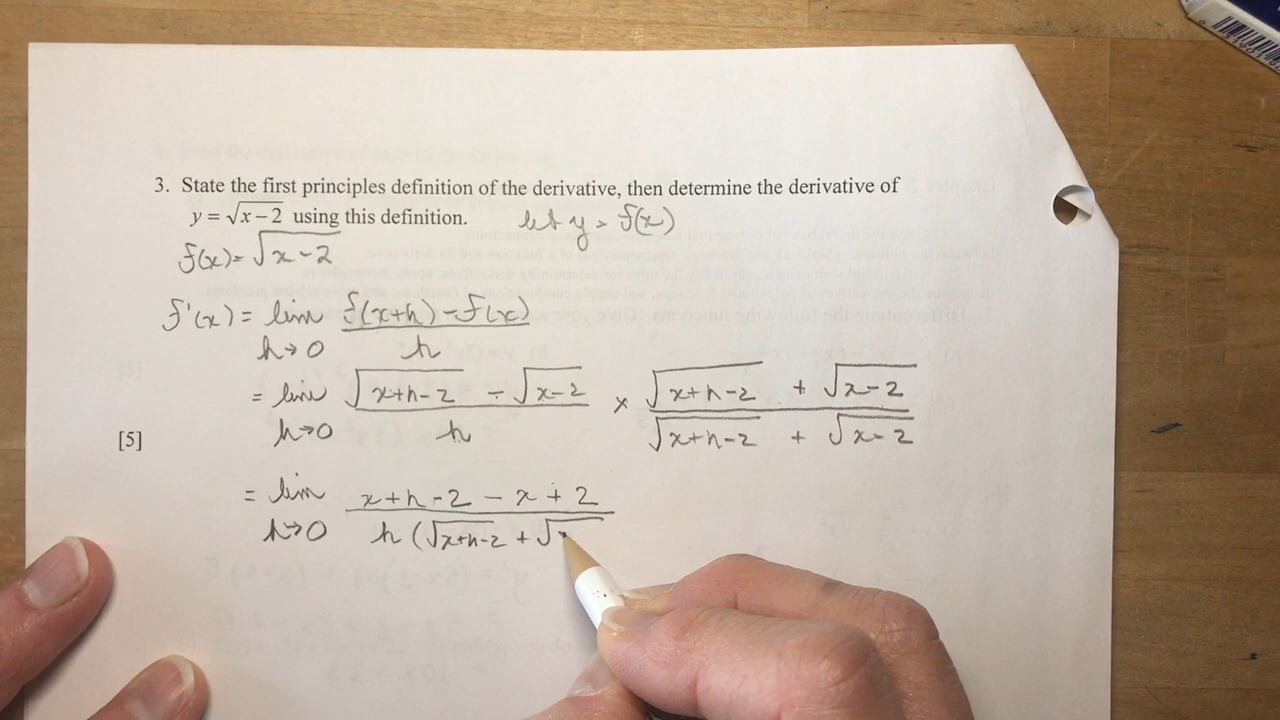 3. State the first principles definition of the derivative, then determine the derivative of
y = √x − 2 using this definition. let y = f(x)
f(x) = √x − 2
f'(x) = lim f(x+h) − f(x)
h→0 h
= lim √x+h−2 − √x−2 × √x+h−2 + √x−2
h→0 h √x+h−2 + √x−2
[5]
= lim x+h−2 − x + 2
h→0 h (√x+h−2 + √